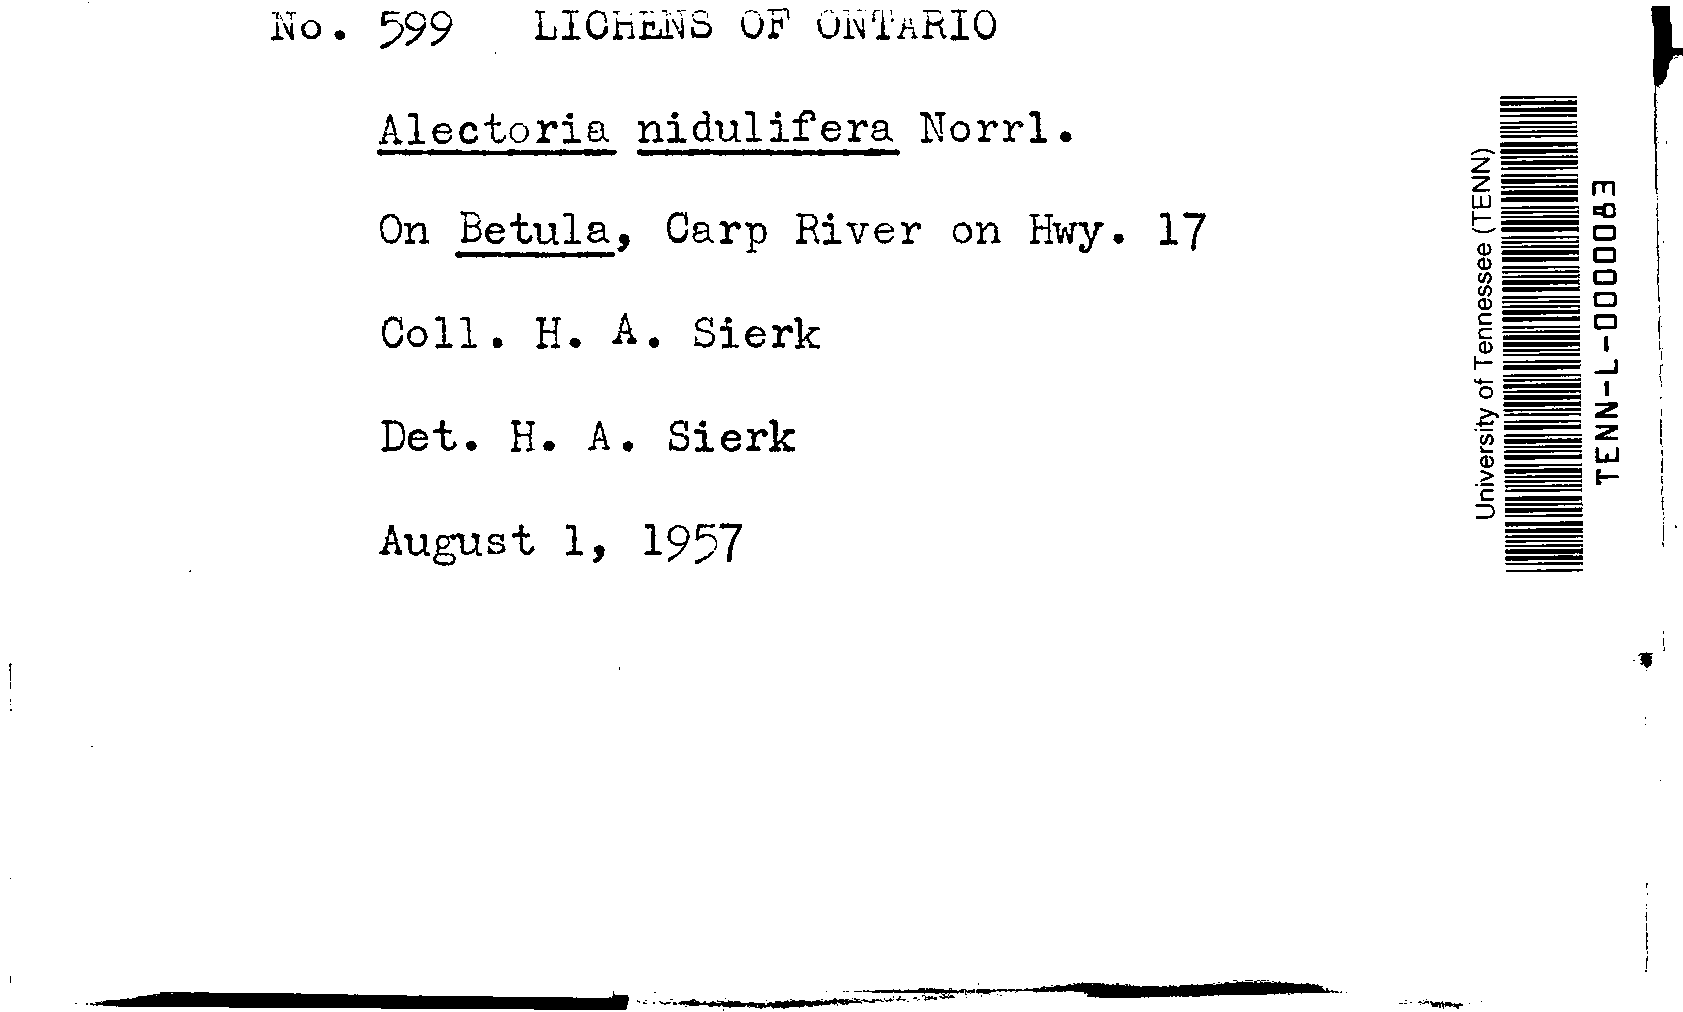 No. 599 LICHENS OF ONTARIO
Alectoria nidulifera Norrl.
On Betula, Carp River on Hwy. 17
Coll. H. A. Sierk
Det. H. A. Sierk
August 1, 1957
University of Tennessee (TENN)
TENN-L-0000093